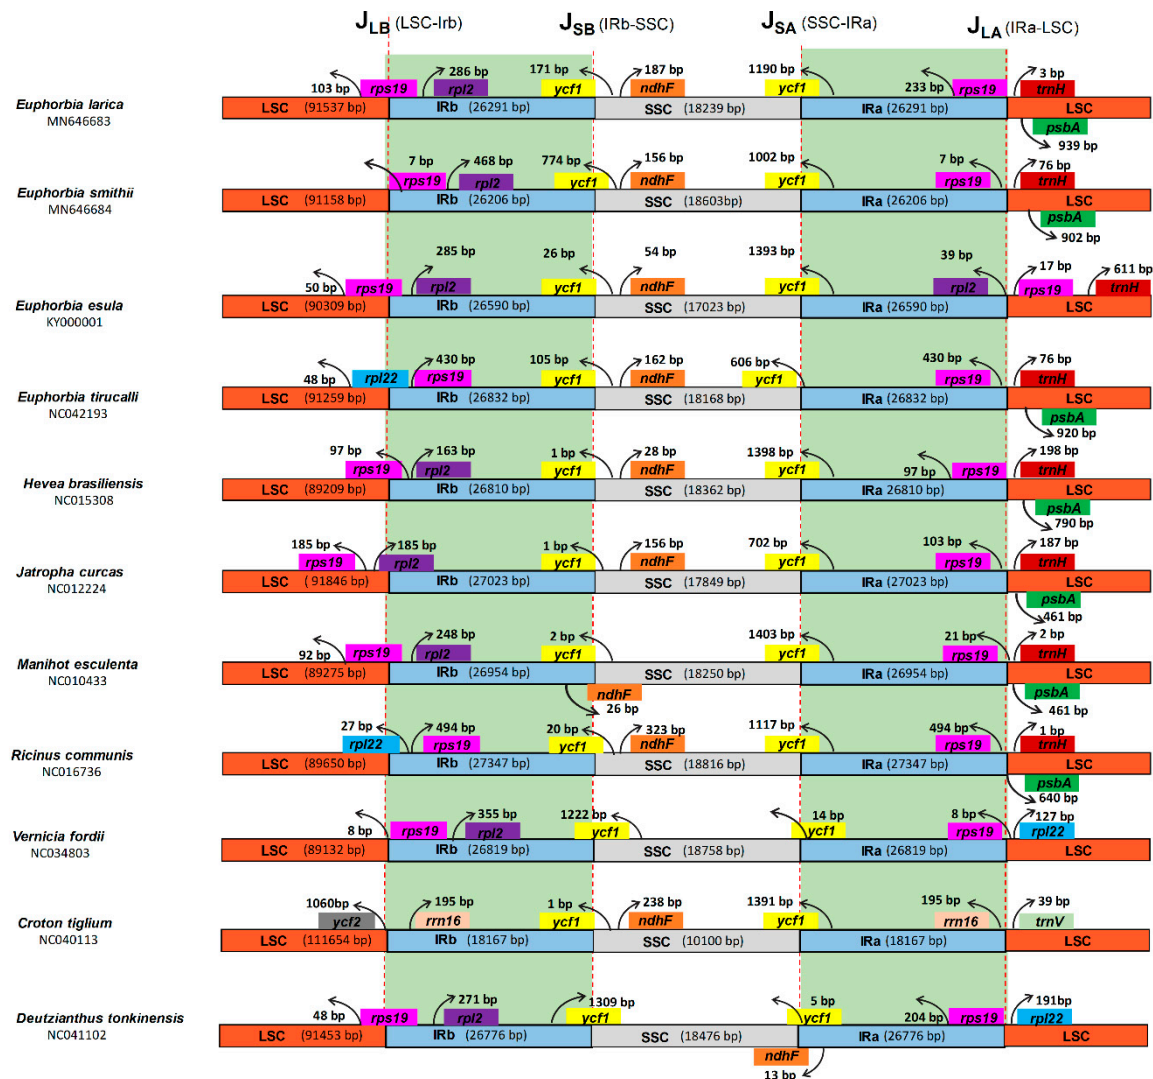 J_LB (LSC-Irb) J_SB (IRb-SSC) J_SA (SSC-IRa) J_LA (IRa-LSC)
103 bp rps19 286 bp rpl2 171 bp ycf1 187 bp ndhF 1190 bp ycf1 233 bp rps19 3 bp trnH
Euphorbia larica
MN646683
LSC (91537 bp) IRb (26291 bp) SSC (18239 bp) IRa (26291 bp) LSC
psbA
939 bp
7 bp rps19 468 bp rpl2 774 bp ycf1 156 bp ndhF 1002 bp ycf1 7 bp rps19 76 bp trnH
Euphorbia smithii
MN646684
LSC (91158 bp) IRb (26206 bp) SSC (18603bp) IRa (26206 bp) LSC
psbA
902 bp
50 bp rps19 285 bp rpl2 26 bp ycf1 54 bp ndhF 1393 bp ycf1 39 bp rpl2 17 bp rps19 611 bp trnH
Euphorbia esula
KY000001
LSC (90309 bp) IRb (26590 bp) SSC (17023 bp) IRa (26590 bp) LSC
48 bp rpl22 430 bp rps19 105 bp ycf1 162 bp ndhF 606 bp ycf1 430 bp rps19 76 bp trnH
Euphorbia tirucalli
NC042193
LSC (91259 bp) IRb (26832 bp) SSC (18168 bp) IRa (26832 bp) LSC
psbA
920 bp
97 bp rps19 163 bp rpl2 1 bp ycf1 28 bp ndhF 1398 bp ycf1 97 bp rps19 198 bp trnH
Hevea brasiliensis
NC015308
LSC (89209 bp) IRb (26810 bp) SSC (18362 bp) IRa 26810 bp) LSC
psbA
790 bp
185 bp rps19 185 bp rpl2 1 bp ycf1 156 bp ndhF 702 bp ycf1 103 bp rps19 187 bp trnH
Jatropha curcas
NC012224
LSC ( 91846 bp) IRb (27023 bp) SSC (17849 bp) IRa (27023 bp) LSC
psbA
461 bp
92 bp rps19 248 bp rpl2 2 bp ycf1 1403 bp ycf1 21 bp rps19 2 bp trnH
Manihot esculenta
NC010433
LSC (89275 bp) IRb (26954 bp) SSC (18250 bp) IRa (26954 bp) LSC
ndhF psbA
26 bp 461 bp
27 bp rpl22 494 bp rps19 20 bp ycf1 323 bp ndhF 1117 bp ycf1 494 bp rps19 1 bp trnH
Ricinus communis
NC016736
LSC (89650 bp) IRb (27347 bp) SSC (18816 bp) IRa (27347 bp) LSC
psbA
640 bp
8 bp rps19 355 bp rpl2 1222 bp ycf1 14 bp ycf1 8 bp rps19 127 bp rpl22
Vernicia fordii
NC034803
LSC (89132 bp) IRb (26819 bp) SSC (18758 bp) IRa (26819 bp) LSC
1060bp ycf2 195 bp rrn16 1 bp ycf1 238 bp ndhF 1391 bp ycf1 195 bp rrn16 39 bp trnV
Croton tiglium
NC040113
LSC (111654 bp) IRb (18167 bp) SSC (10100 bp) IRa (18167 bp) LSC
48 bp rps19 271 bp rpl2 1309 bp ycf1 5 bp ycf1 204 bp rps19 191bp rpl22
Deutzianthus tonkinensis
NC041102
LSC (91453 bp) IRb (26776 bp) SSC (18476 bp) IRa (26776 bp) LSC
ndhF
13 bp